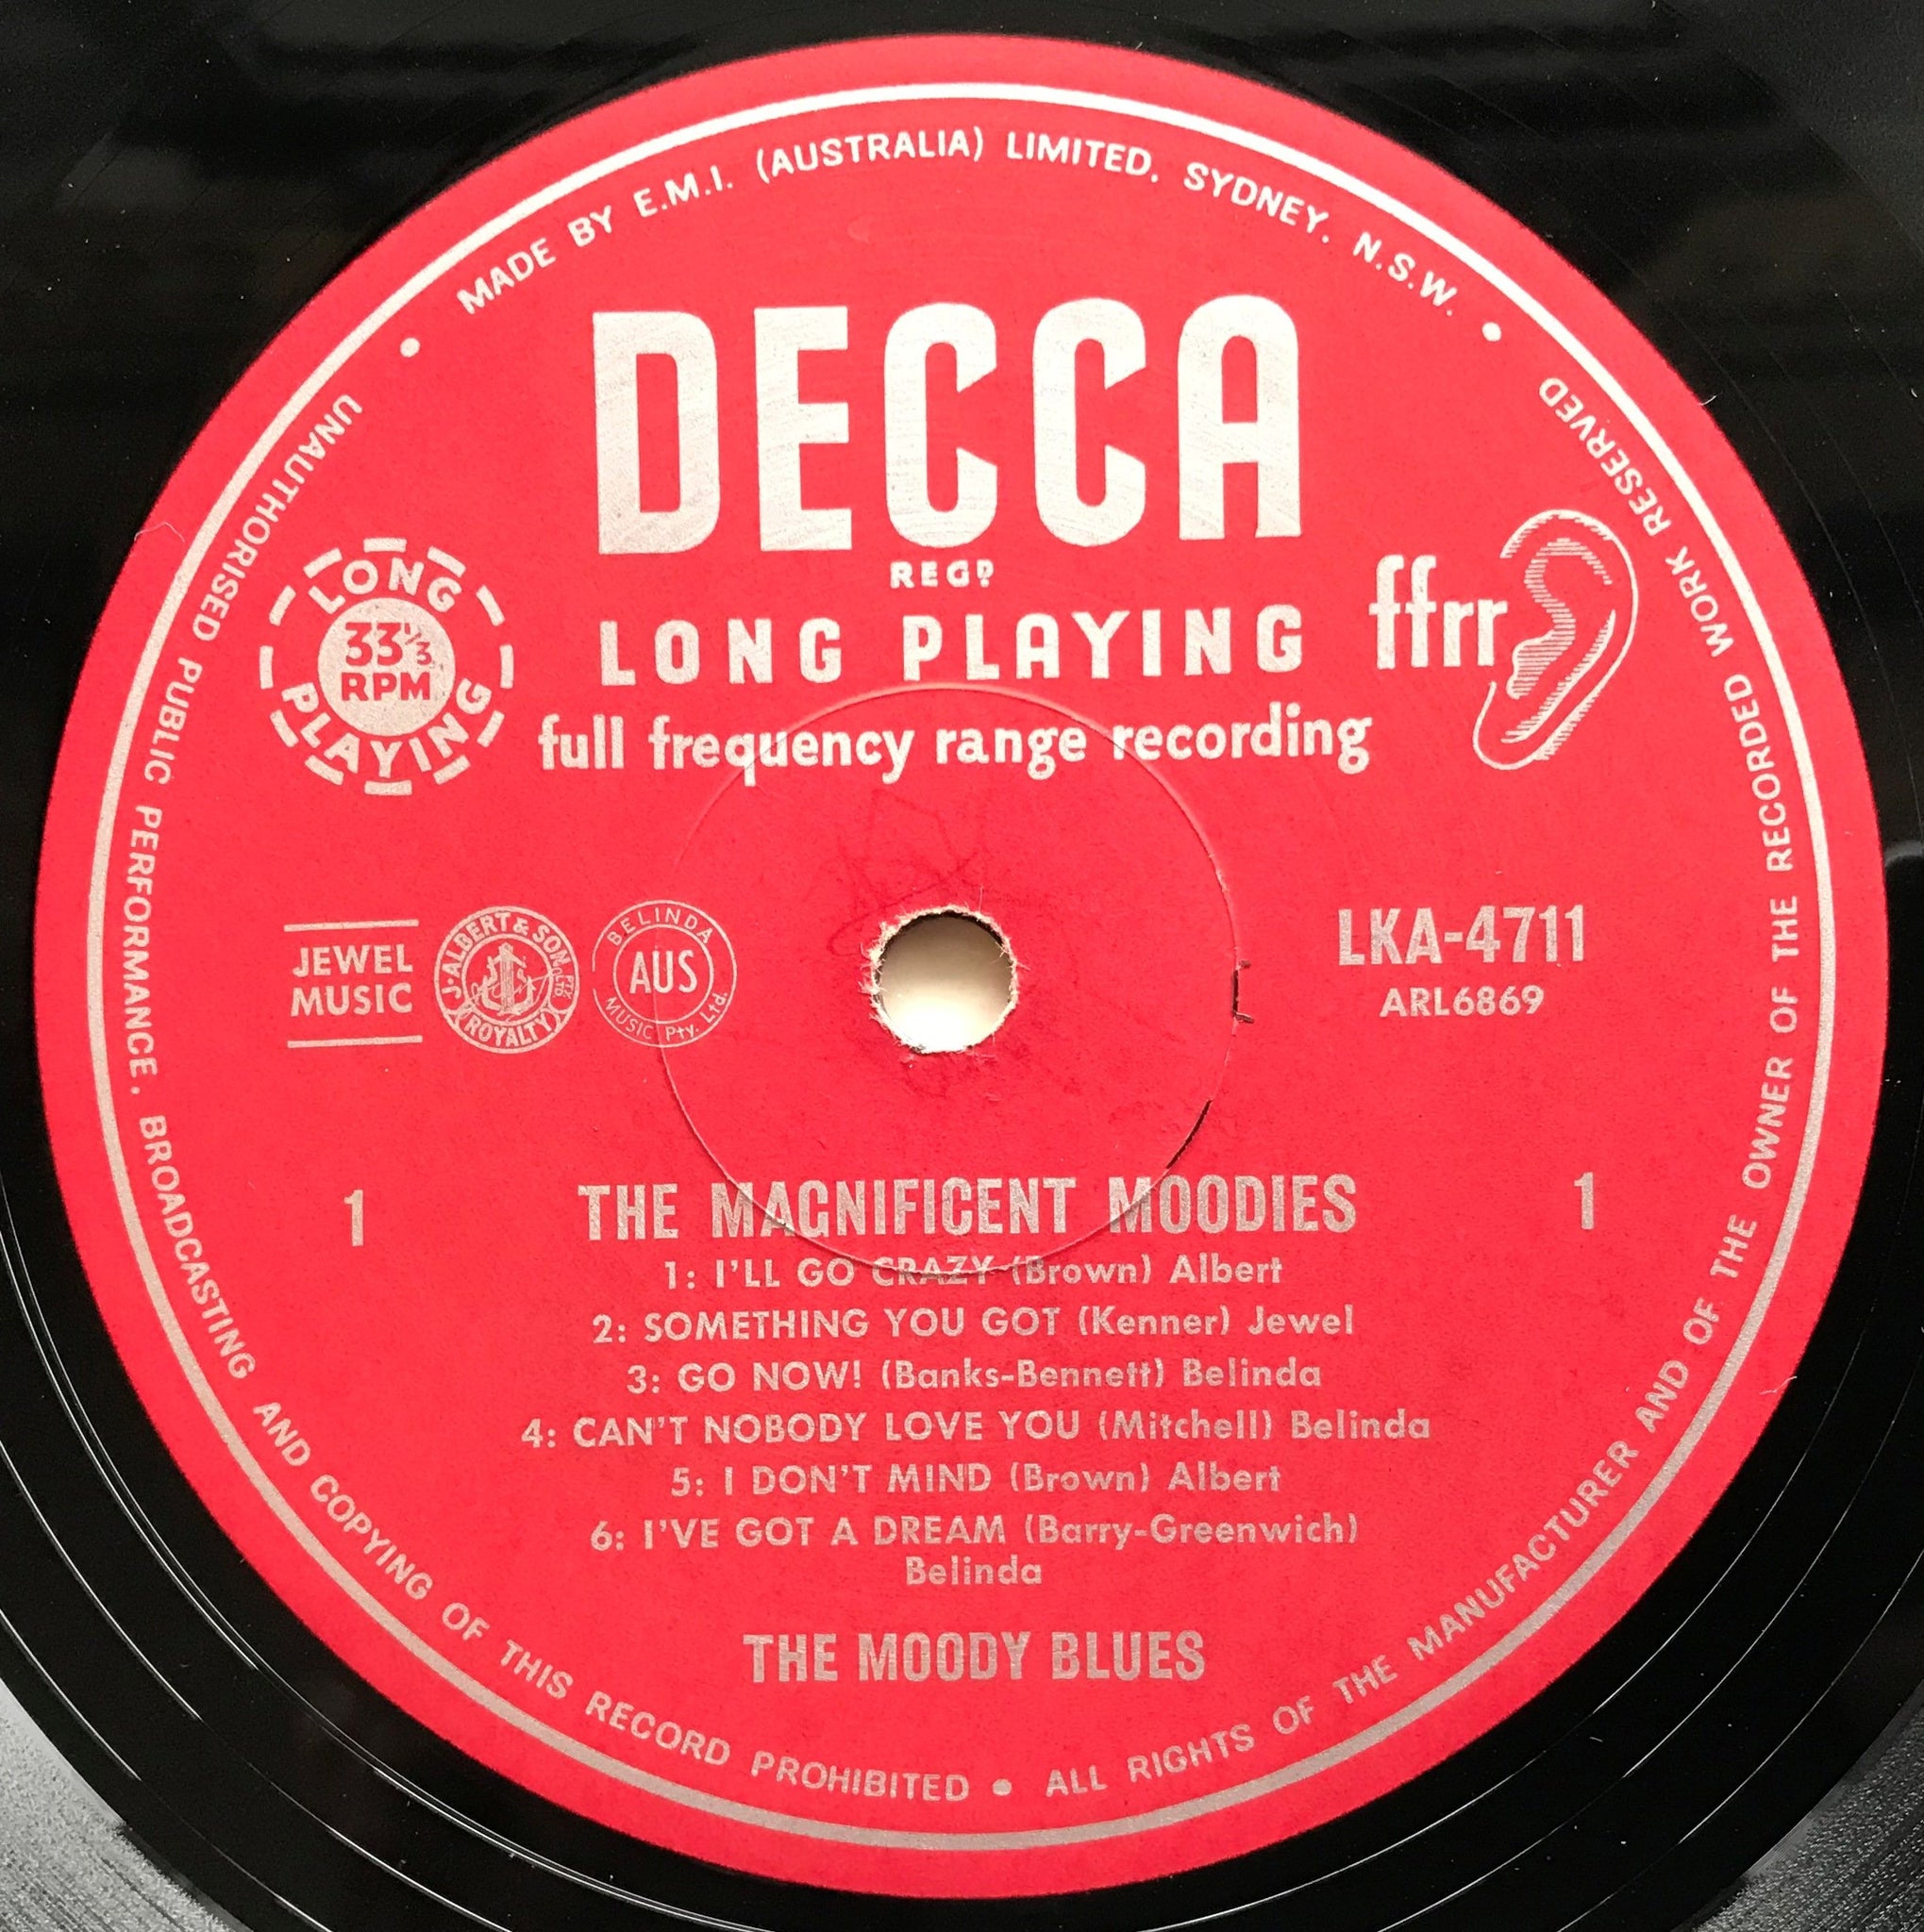 MADE BY E.M.I. (AUSTRALIA) LIMITED. SYDNEY. N.S.W.
DECCA
REGD
LONG PLAYING
ffrr
full frequency range recording
LONG
33⅓
RPM
PLAYING
JEWEL
MUSIC
J. ALBERT & SON PTY. LTD.
ROYALTY
BELINDA
AUS
MUSIC Pty. Ltd.
LKA-4711
ARL6869
1
THE MAGNIFICENT MOODIES
1
1: I'LL GO CRAZY (Brown) Albert
2: SOMETHING YOU GOT (Kenner) Jewel
3: GO NOW! (Banks-Bennett) Belinda
4: CAN'T NOBODY LOVE YOU (Mitchell) Belinda
5: I DON'T MIND (Brown) Albert
6: I'VE GOT A DREAM (Barry-Greenwich)
Belinda
THE MOODY BLUES
UNAUTHORISED PUBLIC PERFORMANCE. BROADCASTING AND COPYING OF THIS RECORD PROHIBITED • ALL RIGHTS OF THE MANUFACTURER AND OF THE OWNER OF THE RECORDED WORK RESERVED